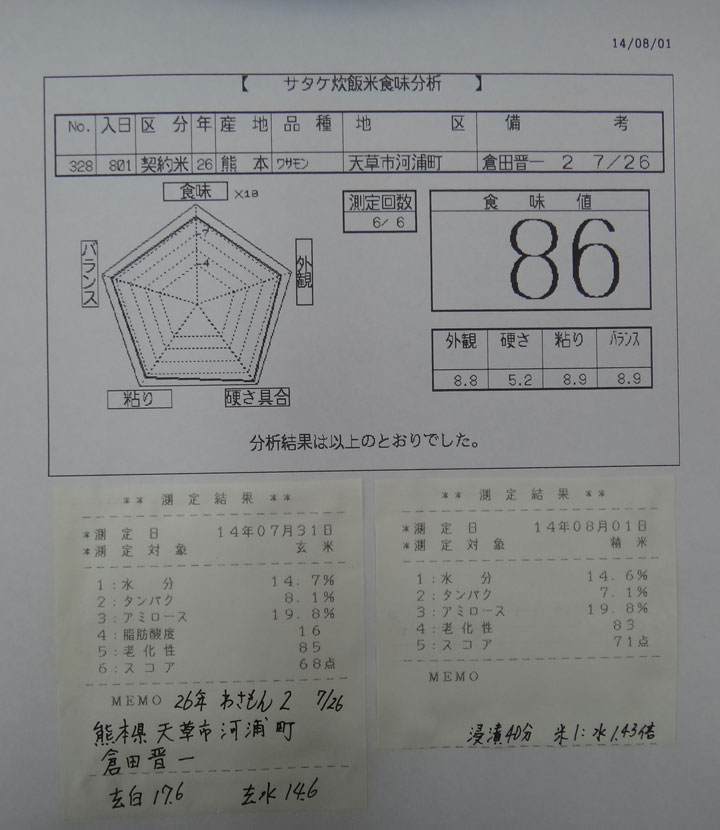 14/08/01
【 サタケ炊飯米食味分析 】
No. 入日 区分 年 産地 品種 地区 備考
328 801 契約米 26 熊本 ワサモン 天草市河浦町 倉田晋一 2 7/26
食味 ×10
7
4
バランス
外観
粘り
硬さ具合
測定回数
6/ 6
食味値
86
外観 硬さ 粘り バランス
8.8 5.2 8.9 8.9
分析結果は以上のとおりでした。
** 測定結果 **
*測定日 14年07月31日
*測定対象 玄米
1:水分 14.7%
2:タンパク 8.1%
3:アミロース 19.8%
4:脂肪酸度 16
5:老化性 85
6:スコア 68点
MEMO 26年 わさもん2 7/26
熊本県 天草市 河浦町
倉田晋一
玄白 17.6 玄水 14.6
** 測定結果 **
*測定日 14年08月01日
*測定対象 精米
1:水分 14.6%
2:タンパク 7.1%
3:アミロース 19.8%
4:老化性 83
5:スコア 71点
MEMO
浸漬40分 米1:水1.43倍